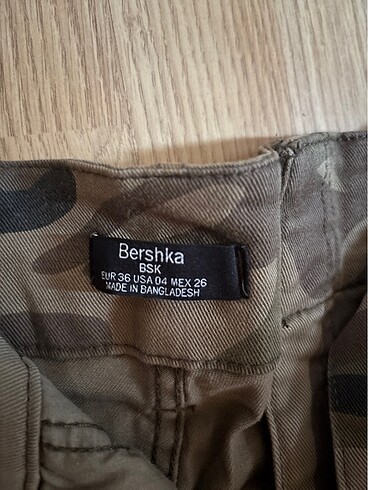 Bershka
BSK
EUR 36 USA 04 MEX 26
MADE IN BANGLADESH